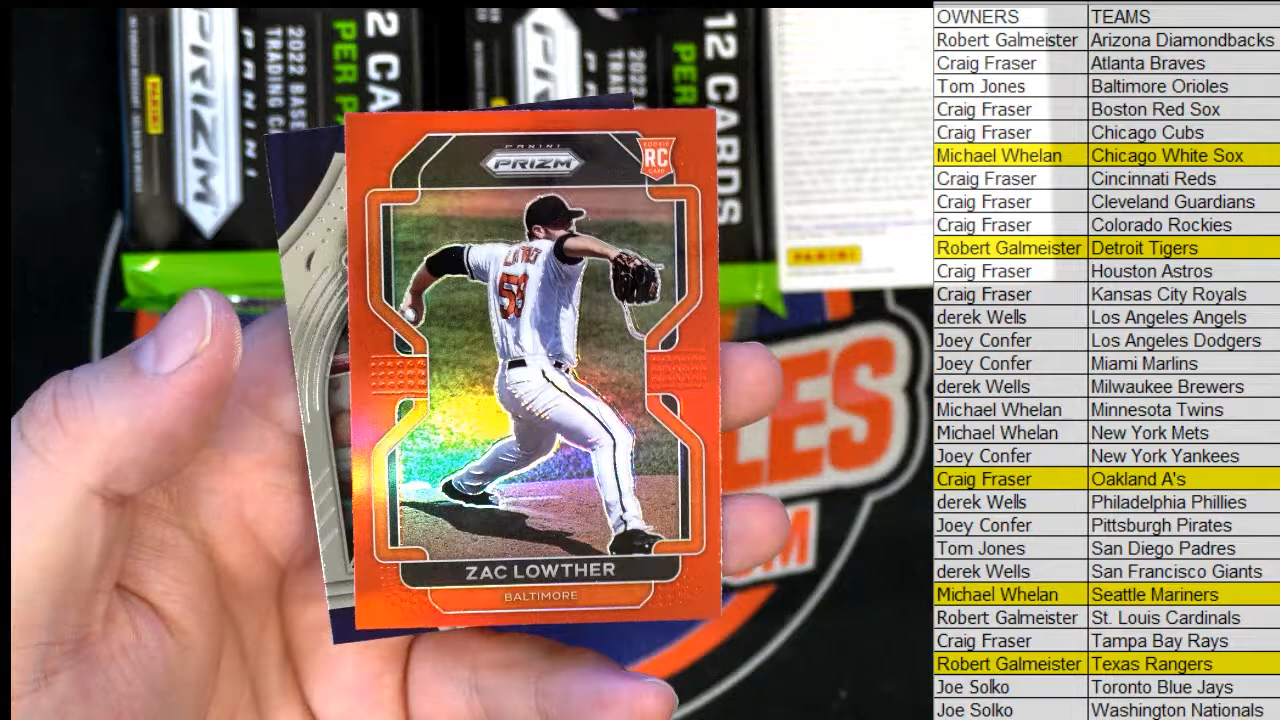 PRIZM
PANINI
2022 BASE
TRADING C
2 CA
PER P
PRIZM
12 CARDS
PER
PANINI
PANINI
PRIZM
ROOKIE
RC
CARD
58
ZAC LOWTHER
BALTIMORE
LES
OWNERS TEAMS
Robert Galmeister Arizona Diamondbacks
Craig Fraser Atlanta Braves
Tom Jones Baltimore Orioles
Craig Fraser Boston Red Sox
Craig Fraser Chicago Cubs
Michael Whelan Chicago White Sox
Craig Fraser Cincinnati Reds
Craig Fraser Cleveland Guardians
Craig Fraser Colorado Rockies
Robert Galmeister Detroit Tigers
Craig Fraser Houston Astros
Craig Fraser Kansas City Royals
derek Wells Los Angeles Angels
Joey Confer Los Angeles Dodgers
Joey Confer Miami Marlins
derek Wells Milwaukee Brewers
Michael Whelan Minnesota Twins
Michael Whelan New York Mets
Joey Confer New York Yankees
Craig Fraser Oakland A's
derek Wells Philadelphia Phillies
Joey Confer Pittsburgh Pirates
Tom Jones San Diego Padres
derek Wells San Francisco Giants
Michael Whelan Seattle Mariners
Robert Galmeister St. Louis Cardinals
Craig Fraser Tampa Bay Rays
Robert Galmeister Texas Rangers
Joe Solko Toronto Blue Jays
Joe Solko Washington Nationals